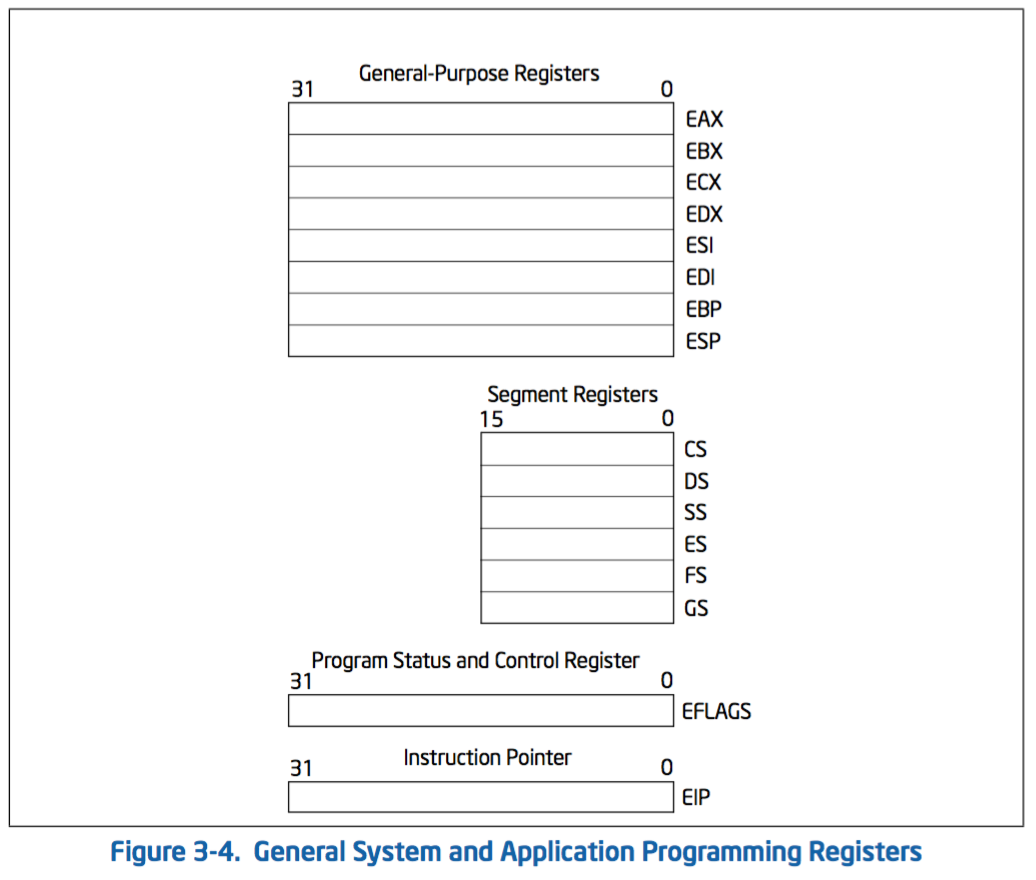 General-Purpose Registers
31 0
EAX
EBX
ECX
EDX
ESI
EDI
EBP
ESP
Segment Registers
15 0
CS
DS
SS
ES
FS
GS
Program Status and Control Register
31 0
EFLAGS
Instruction Pointer
31 0
EIP
Figure 3-4. General System and Application Programming Registers